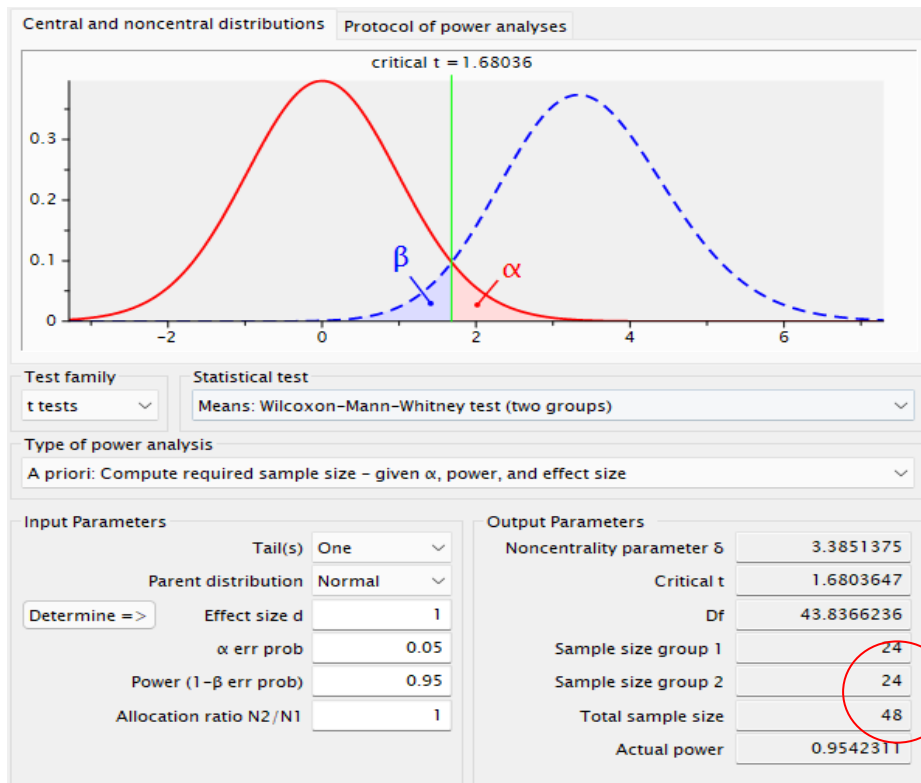 Central and noncentral distributions Protocol of power analyses
critical t = 1.68036
0.3
0.2
0.1
0
β
α
-2 0 2 4 6
Test family Statistical test
t tests Means: Wilcoxon-Mann-Whitney test (two groups)
Type of power analysis
A priori: Compute required sample size - given α, power, and effect size
Input Parameters Output Parameters
Tail(s) One Noncentrality parameter δ 3.3851375
Parent distribution Normal Critical t 1.6803647
Determine => Effect size d 1 Df 43.8366236
α err prob 0.05 Sample size group 1 24
Power (1-β err prob) 0.95 Sample size group 2 24
Allocation ratio N2/N1 1 Total sample size 48
Actual power 0.9542311